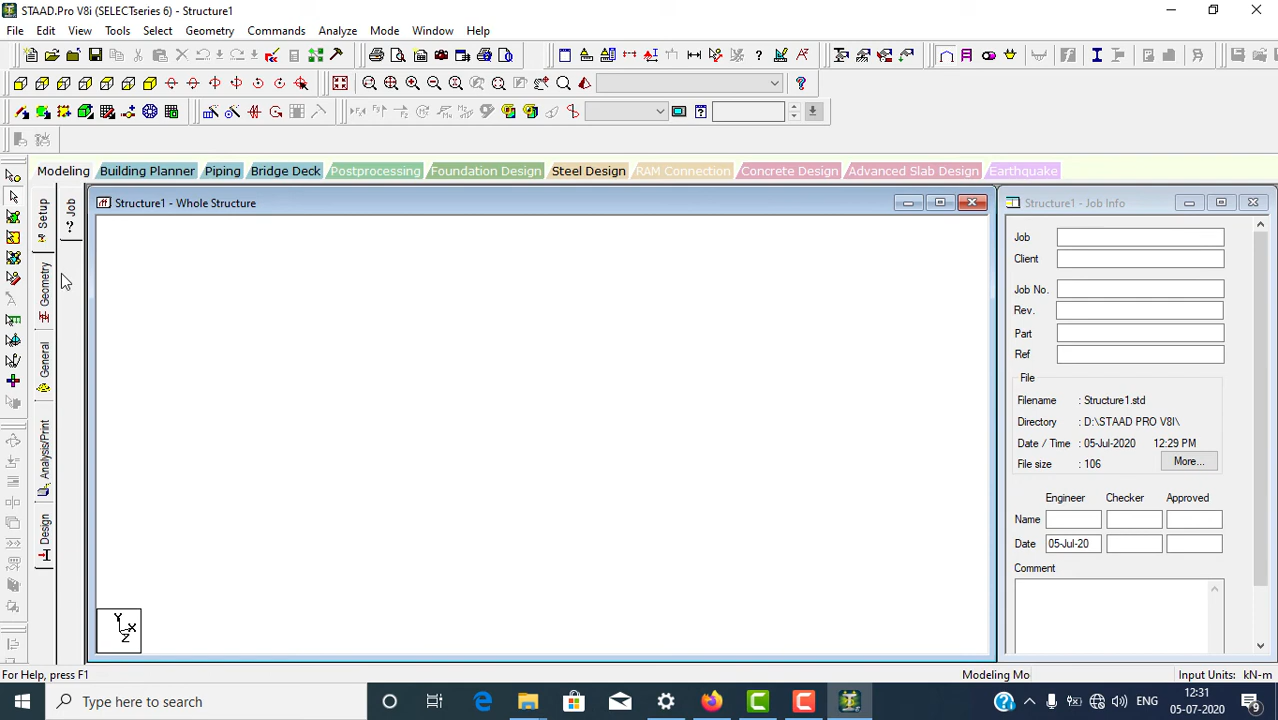 STAAD.Pro V8i (SELECTseries 6) - Structure1
File Edit View Tools Select Geometry Commands Analyze Mode Window Help
Modeling Building Planner Piping Bridge Deck Postprocessing Foundation Design Steel Design RAM Connection Concrete Design Advanced Slab Design Earthquake
Setup
Geometry
General
Analysis/Print
Design
Job
Structure1 - Whole Structure
Y
X
Z
Structure1 - Job Info
Job
Client
Job No.
Rev.
Part
Ref
File
Filename : Structure1.std
Directory : D:\STAAD PRO V8I\
Date / Time : 05-Jul-2020 12:29 PM
File size : 106 More...
Engineer Checker Approved
Name
Date 05-Jul-20
Comment
For Help, press F1
Modeling Mo Input Units: kN-m
Type here to search
ENG
12:31
05-07-2020
9